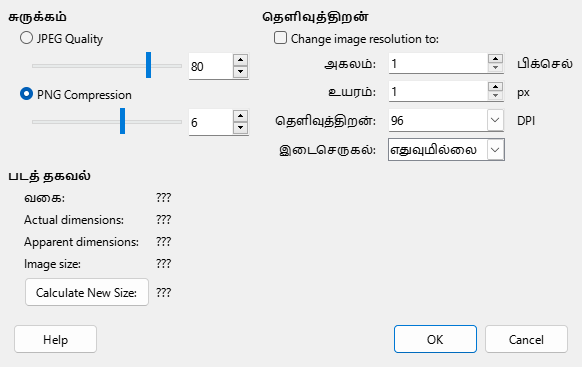 சுருக்கம்
JPEG Quality
80
PNG Compression
6
தெளிவுத்திறன்
Change image resolution to:
அகலம்: 1 பிக்செல்
உயரம்: 1 px
தெளிவுத்திறன்: 96 DPI
இடைசெருகல்: எதுவுமில்லை
படத் தகவல்
வகை: ???
Actual dimensions: ???
Apparent dimensions: ???
Image size: ???
Calculate New Size: ???
Help
OK
Cancel